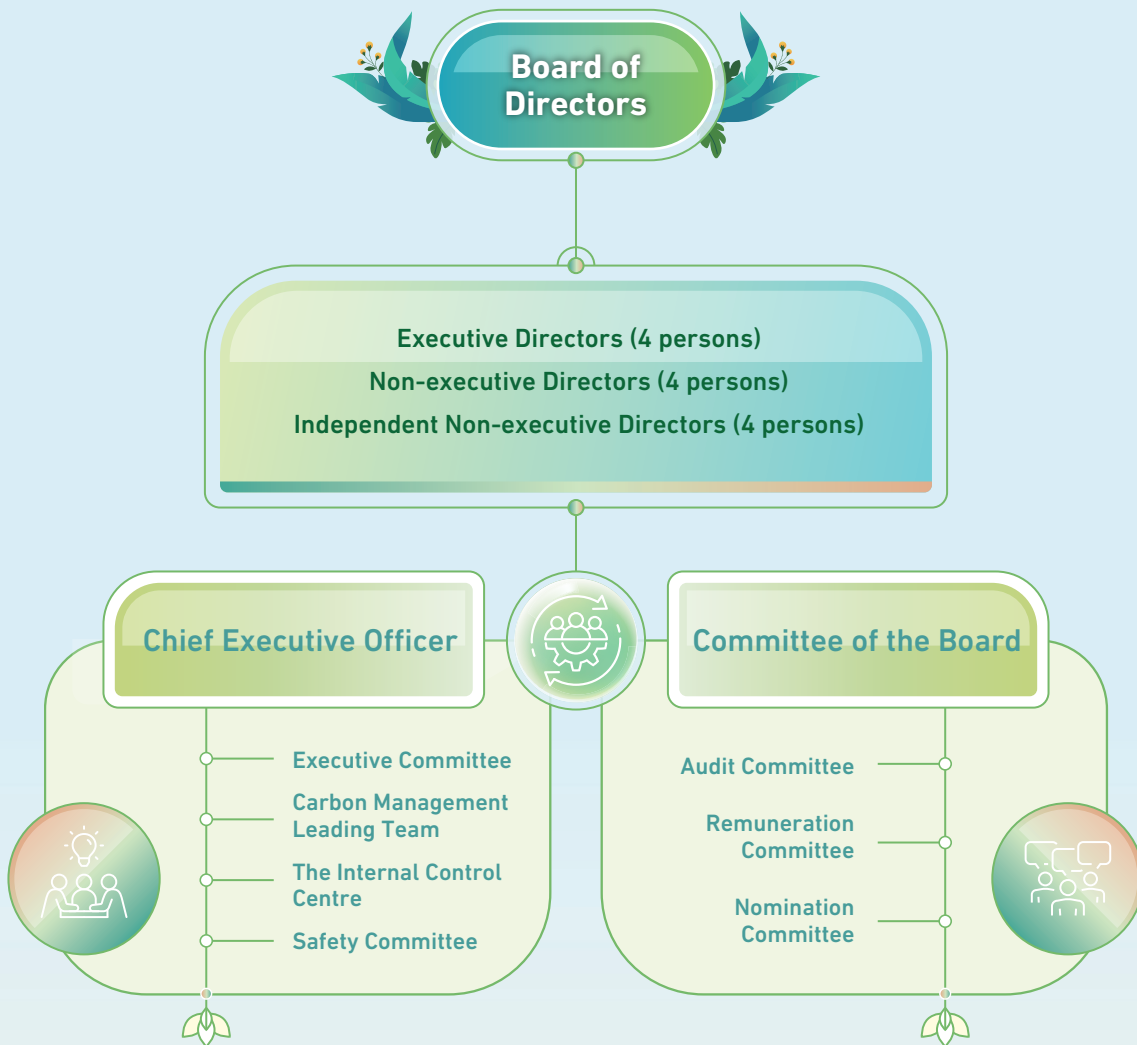 Board of
Directors
Executive Directors (4 persons)
Non-executive Directors (4 persons)
Independent Non-executive Directors (4 persons)
Chief Executive Officer
Executive Committee
Carbon Management
Leading Team
The Internal Control
Centre
Safety Committee
Committee of the Board
Audit Committee
Remuneration
Committee
Nomination
Committee